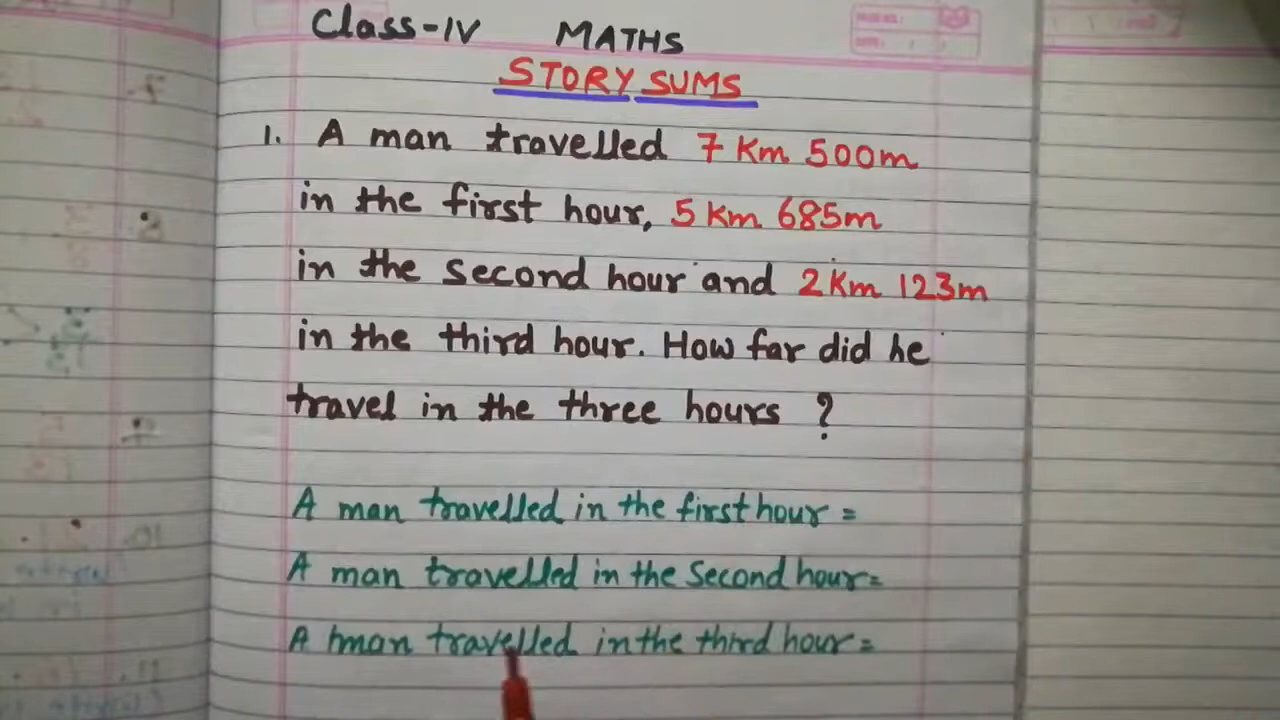 Class-IV MATHS
STORY SUMS
1. A man travelled 7 Km 500m
in the first hour, 5 Km 685m
in the second hour and 2 Km 123m
in the third hour. How far did he
travel in the three hours ?
A man travelled in the first hour =
A man travelled in the Second hour =
A man travelled in the third hour =